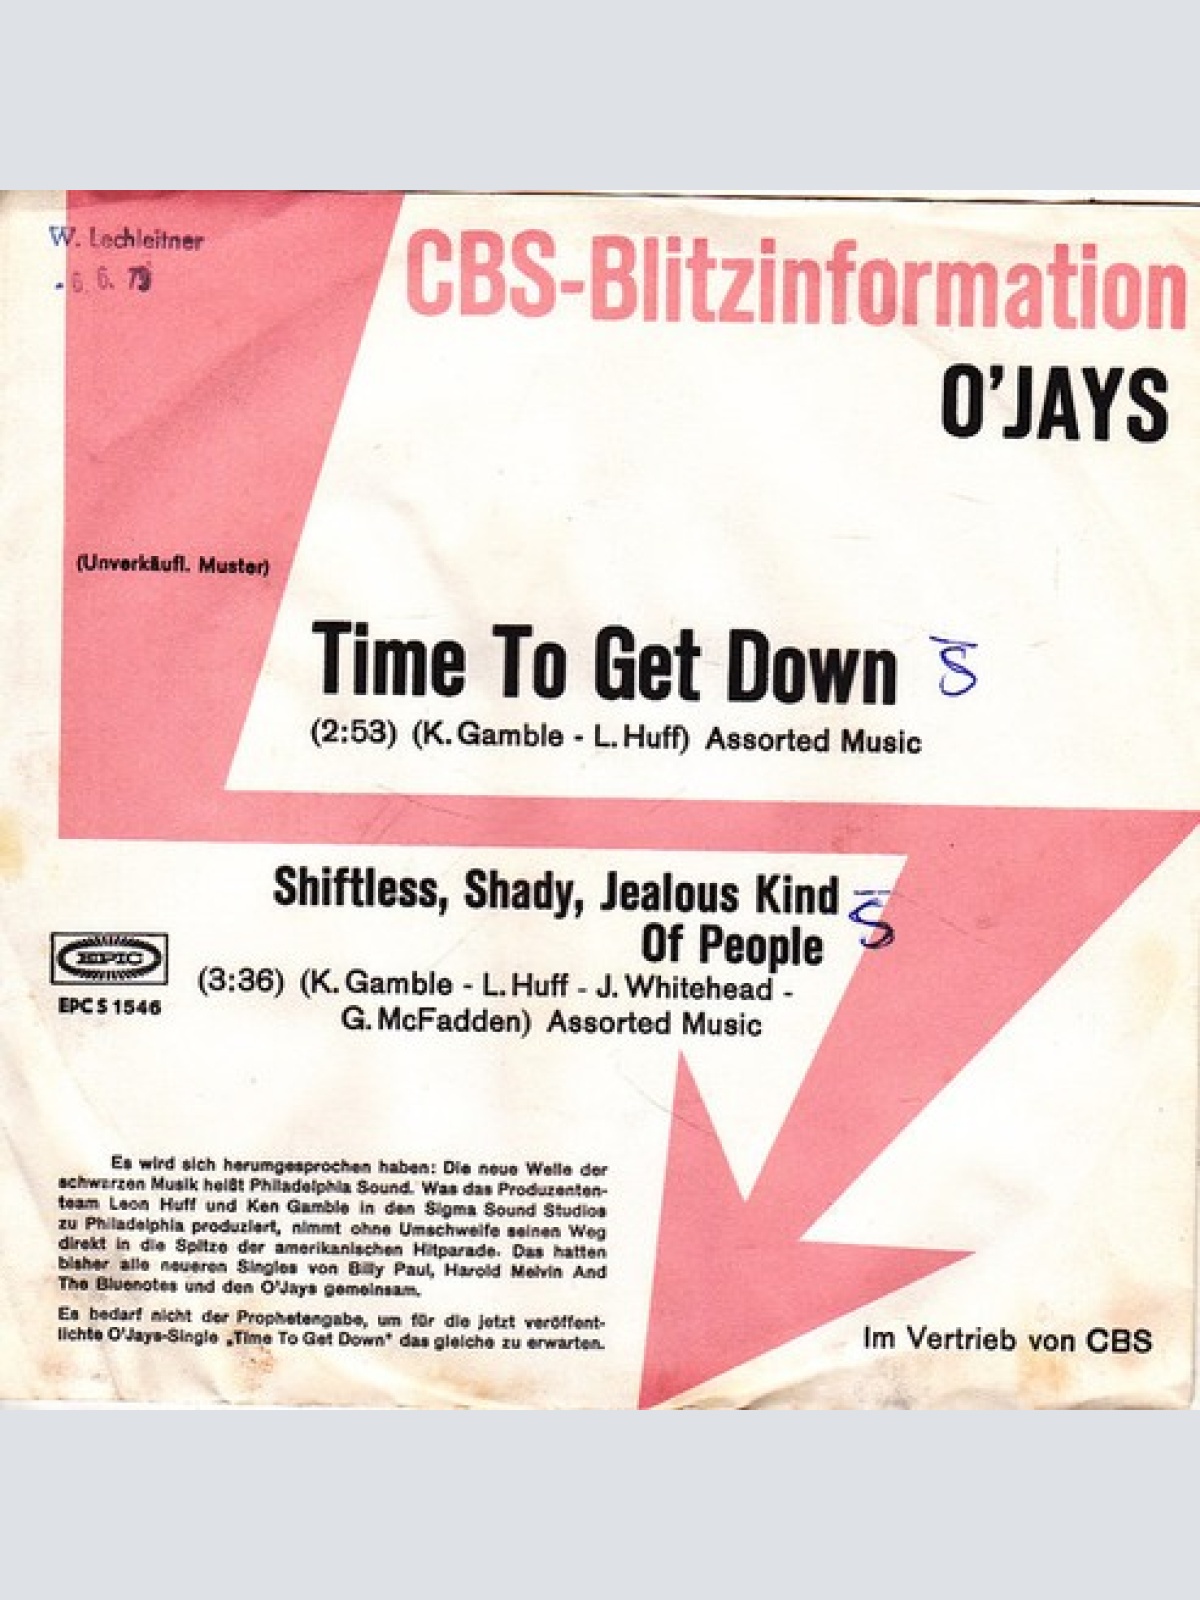 W. Lechleitner
CBS-Blitzinformation
O'JAYS
(Unverkäufl. Muster)
Time To Get Down S
(2:53) (K. Gamble - L. Huff) Assorted Music
Shiftless, Shady, Jealous Kind S
Of People
(3:36) (K. Gamble - L. Huff - J. Whitehead -
G. McFadden) Assorted Music
EPIC
EPC S 1546
Es wird sich herumgesprochen haben: Die neue Welle der
schwarzen Musik heißt Philadelphia Sound. Was das Produzenten-
team Leon Huff und Ken Gamble in den Sigma Sound Studios
zu Philadelphia produziert, nimmt ohne Umschweife seinen Weg
direkt in die Spitze der amerikanischen Hitparade. Das hatten
bisher alle neueren Singles von Billy Paul, Harold Melvin And
The Bluenotes und den O'Jays gemeinsam.
Es bedarf nicht der Prophetengabe, um für die jetzt veröffent-
lichte O'Jays-Single „Time To Get Down" das gleiche zu erwarten.
Im Vertrieb von CBS